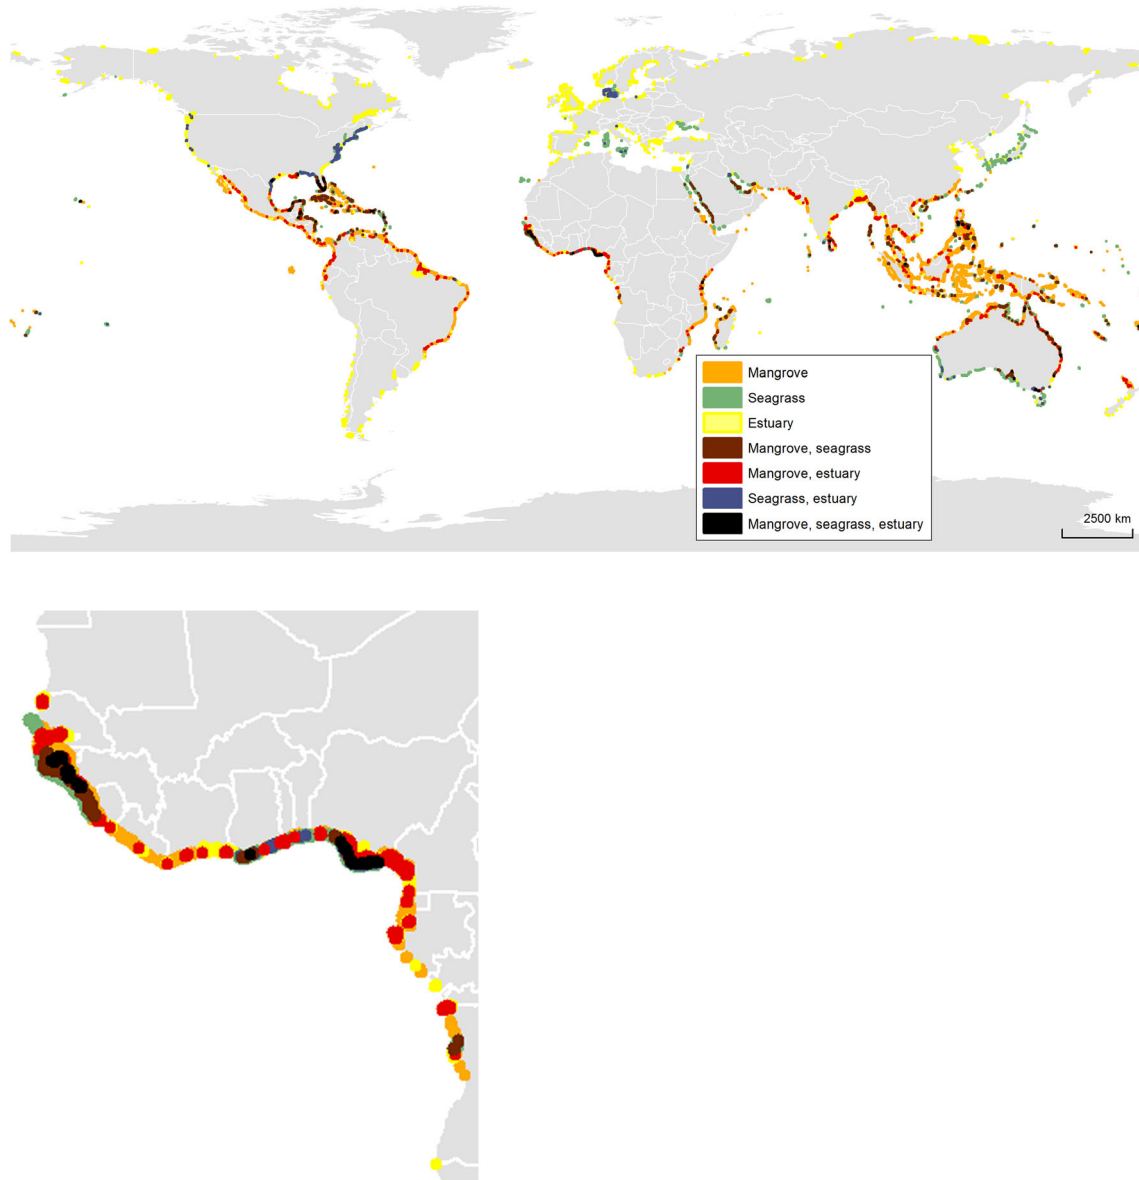 Mangrove
Seagrass
Estuary
Mangrove, seagrass
Mangrove, estuary
Seagrass, estuary
Mangrove, seagrass, estuary
2500 km